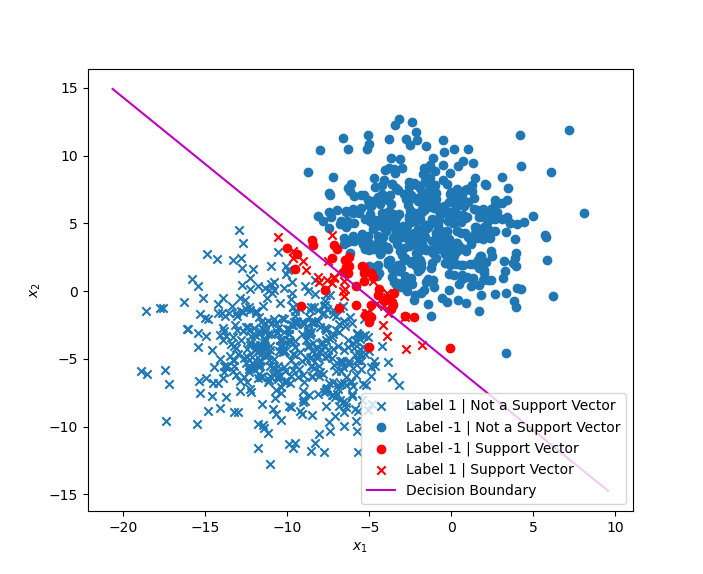 15
10
5
0
−5
−10
−15
x2
−20
−15
−10
−5
0
5
10
x1
Label 1 | Not a Support Vector
Label -1 | Not a Support Vector
Label -1 | Support Vector
Label 1 | Support Vector
Decision Boundary